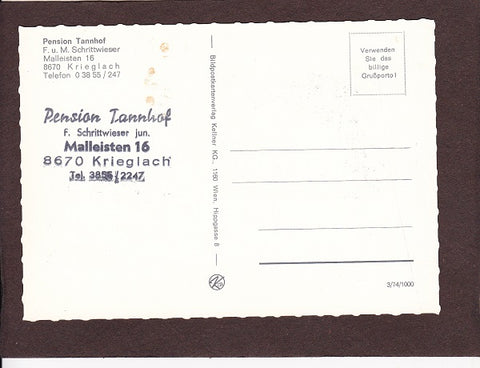 Pension Tannhof
F. u. M. Schrittwieser
Malleisten 16
8670 Krieglach
Telefon 0 38 55 / 247
Pension Tannhof
F. Schrittwieser jun.
Malleisten 16
8670 Krieglach
Tel. 3855 / 2247
Bildpostkartenverlag Kellner KG., 1160 Wien, Hippgasse 8
Verwenden
Sie das
billige
Grußporto!
3/74/1000